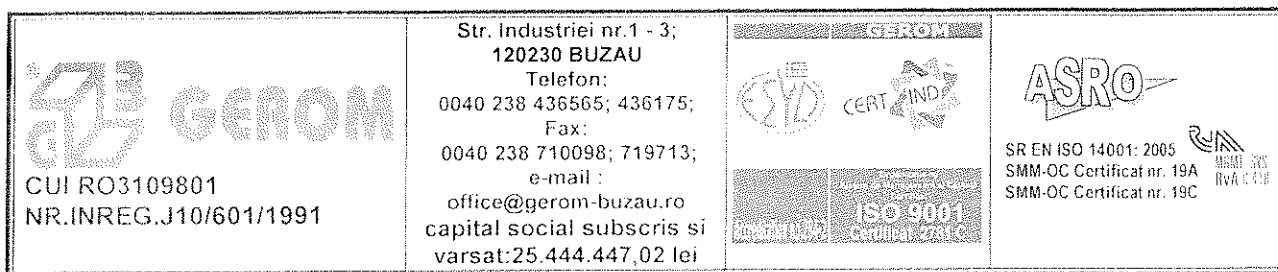 GEROM
CUI RO3109801
NR.INREG.J10/601/1991
Str. Industriei nr.1 - 3;
120230 BUZAU
Telefon:
0040 238 436565; 436175;
Fax:
0040 238 710098; 719713;
e-mail :
office@gerom-buzau.ro
capital social subscris si
varsat:25.444.447,02 lei
GEROM
ESYD
CERT IND
ISO 9001
Certificat 2781 C
ASRO
SR EN ISO 14001: 2005
SMM-OC Certificat nr. 19A
SMM-OC Certificat nr. 19C